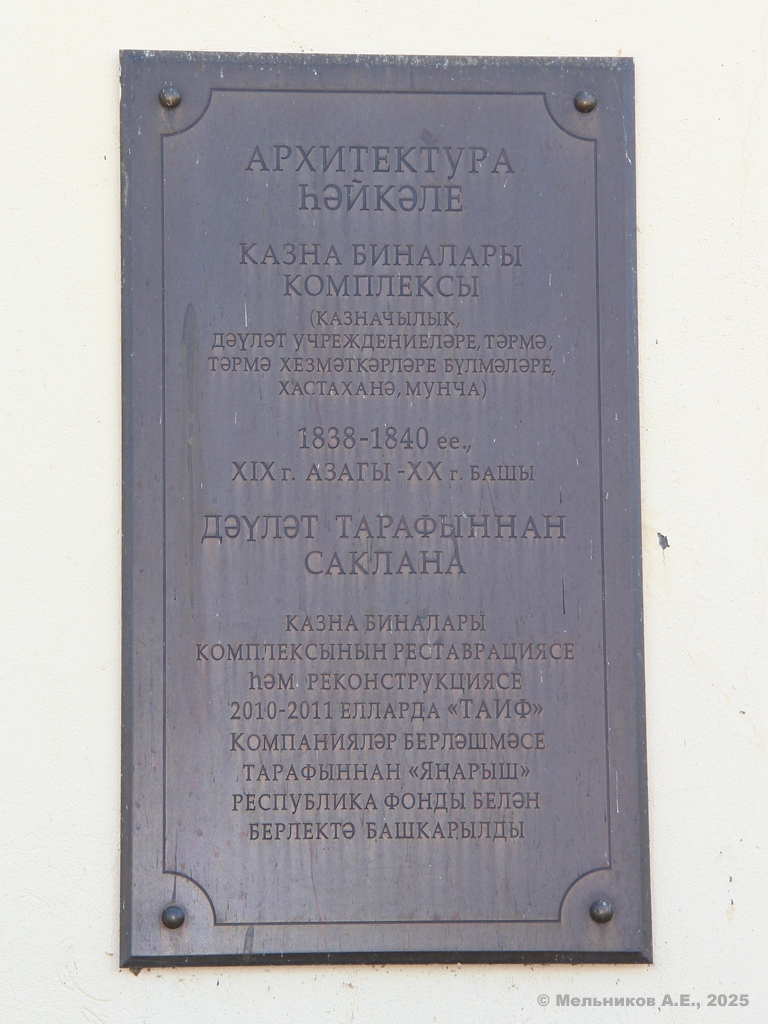 АРХИТЕКТУРА
ҺӘЙКӘЛЕ
КАЗНА БИНАЛАРЫ
КОМПЛЕКСЫ
(КАЗНАЧЫЛЫК,
ДӘҮЛӘТ УЧРЕЖДЕНИЕЛӘРЕ, ТӘРМӘ,
ТӘРМӘ ХЕЗМӘТКӘРЛӘРЕ БҮЛМӘЛӘРЕ,
ХАСТАХАНӘ, МУНЧА)
1838-1840 ее.,
XIX г. АЗАГЫ -XX г. БАШЫ
ДӘҮЛӘТ ТАРАФЫННАН
САКЛАНА
КАЗНА БИНАЛАРЫ
КОМПЛЕКСЫНЫН РЕСТАВРАЦИЯСЕ
ҺӘМ РЕКОНСТРУКЦИЯСЕ
2010-2011 ЕЛЛАРДА «ТАИФ»
КОМПАНИЯЛӘР БЕРЛӘШМӘСЕ
ТАРАФЫННАН «ЯҢАРЫШ»
РЕСПУБЛИКА ФОНДЫ БЕЛӘН
БЕРЛЕКТӘ БАШКАРЫЛДЫ
© Мельников А.Е., 2025